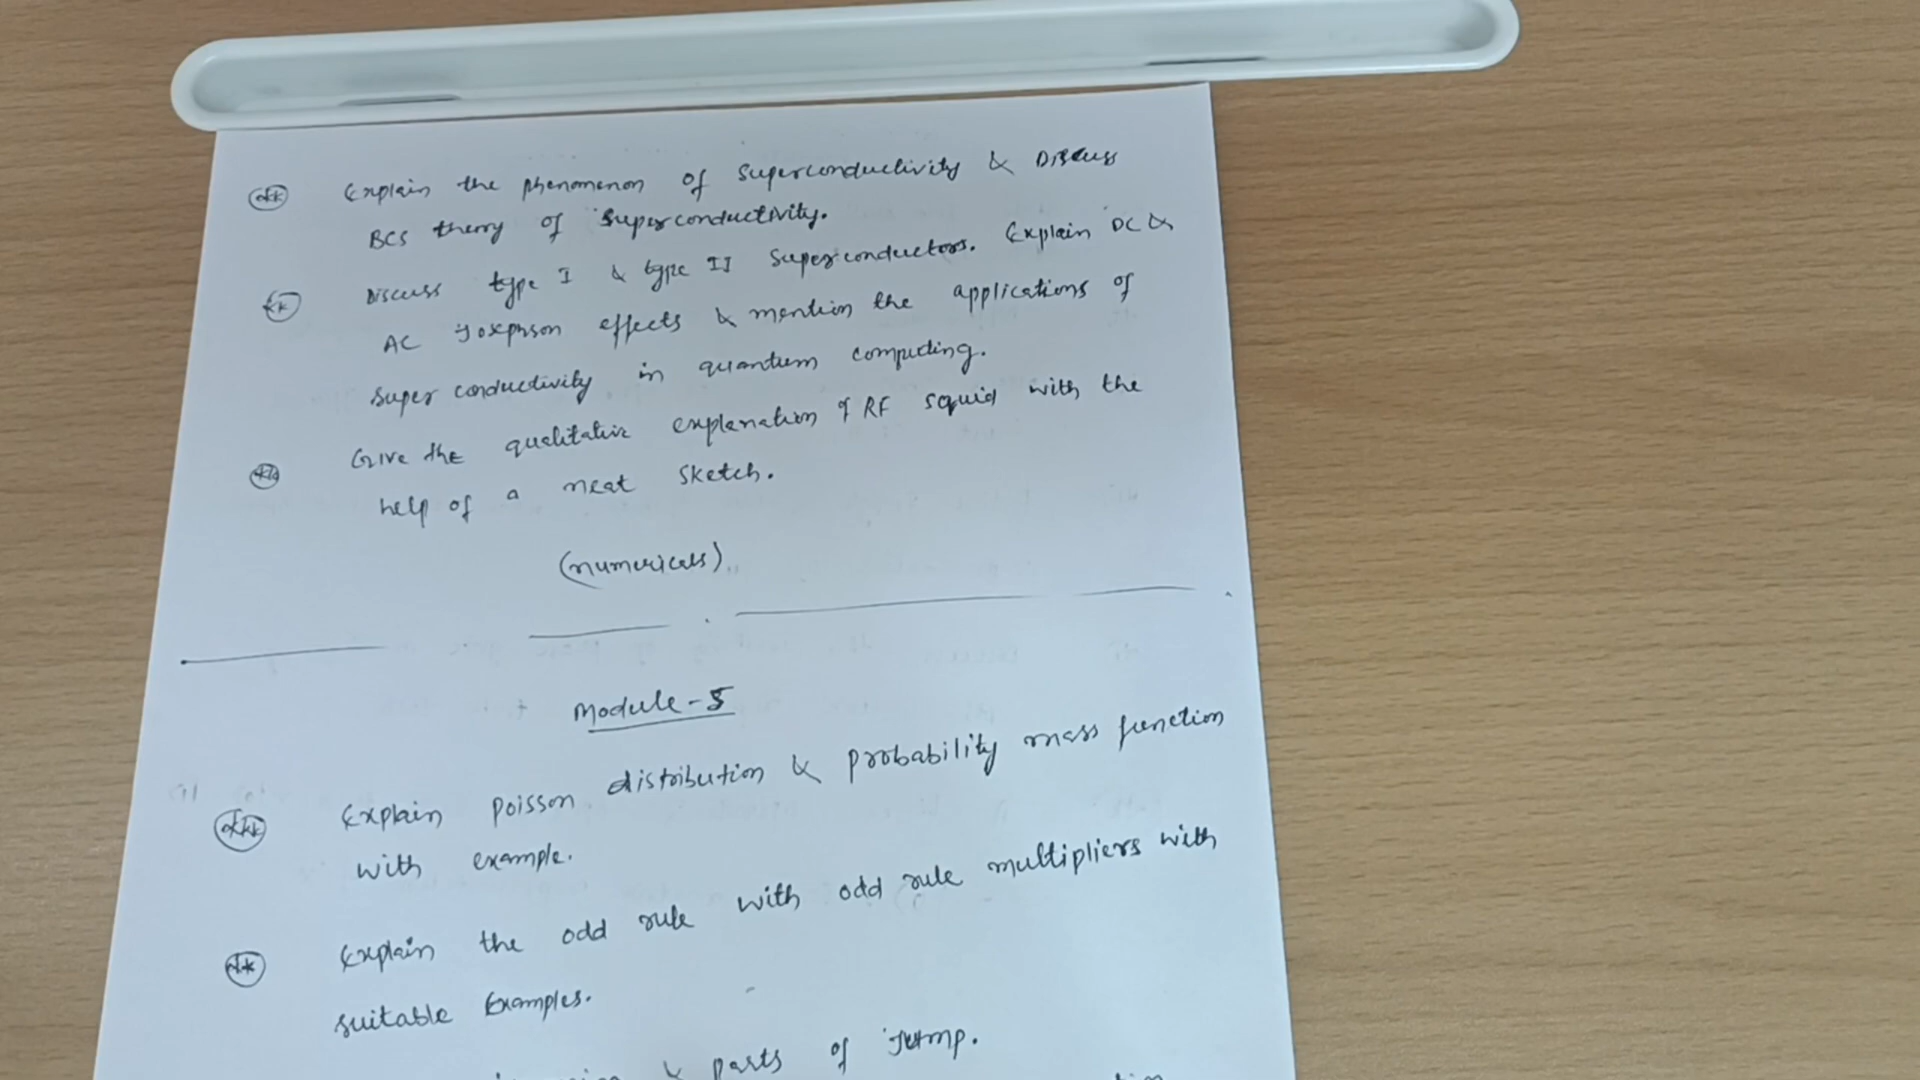 Explain the phenomenon of superconductivity & Discuss
BCS theory of superconductivity.
Discuss type I & type II superconductors. Explain DC &
AC Josephson effects & mention the applications of
super conductivity in quantum computing.
Give the qualitative explanation of RF squid with the
help of a neat sketch.
(numericals)
Module-5
Explain poisson distribution & probability mass function
with example.
Explain the odd rule with odd rule multipliers with
suitable Examples.
& parts of Jump.